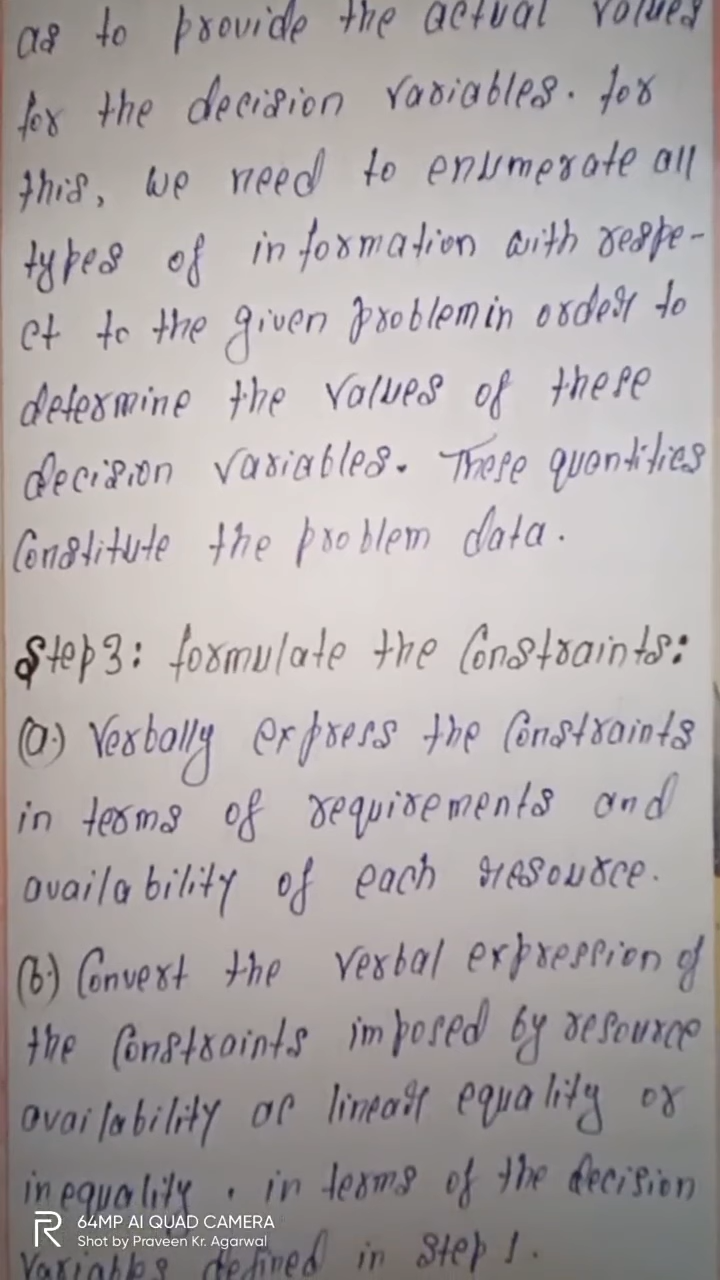 as to provide the actual values
for the decision variables. for
this, we need to enumerate all
types of information with respe-
ct to the given problem in order to
determine the values of these
decision variables. These quantities
Constitute the problem data.
Step 3: formulate the Constraints:
(a.) Verbally express the Constraints
in terms of requirements and
availability of each resource.
(b.) Convert the verbal expression of
the Constraints imposed by resource
availability as linear equality or
inequality, in terms of the decision
variables defined in Step 1.
64MP AI QUAD CAMERA
Shot by Praveen Kr. Agarwal